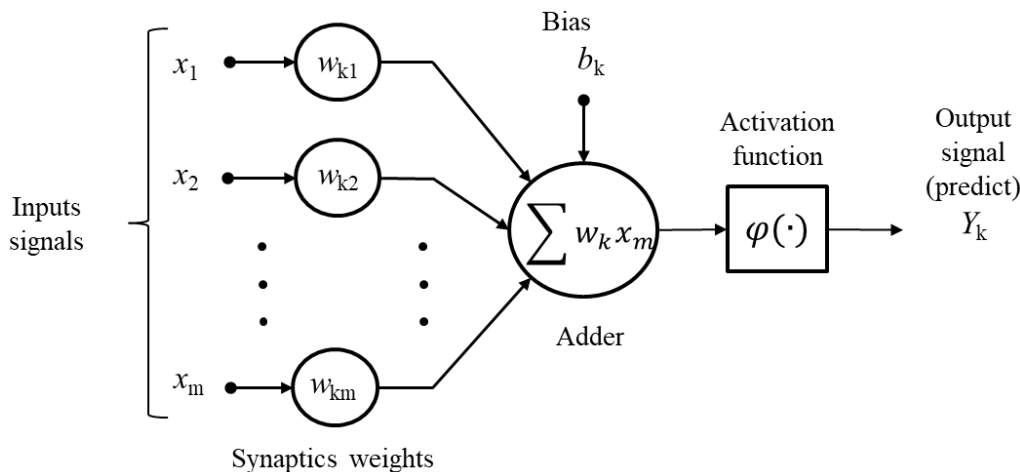 Bias
b_k
x_1
w_k1
Activation
function
Output
signal
(predict)
Y_k
x_2
w_k2
Inputs
signals
∑ w_k x_m
φ(·)
Adder
x_m
w_km
Synaptics weights